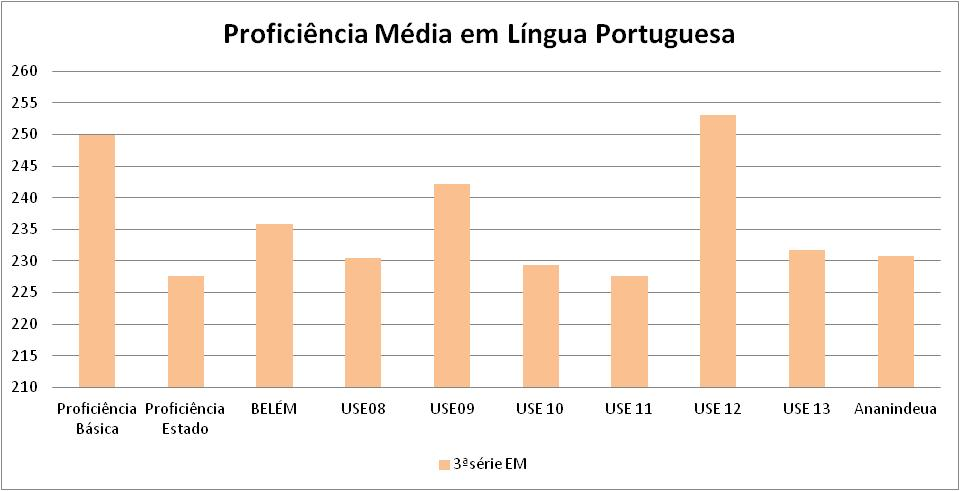 Proficiência Média em Língua Portuguesa
260
255
250
245
240
235
230
225
220
215
210
Proficiência Básica
Proficiência Estado
BELÉM
USE08
USE09
USE 10
USE 11
USE 12
USE 13
Ananindeua
3ªsérie EM